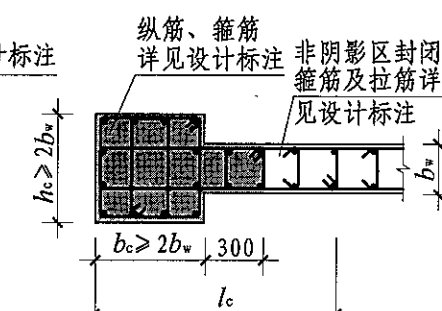 计标注
纵筋、箍筋
详见设计标注
非阴影区封闭
箍筋及拉筋详
见设计标注
hc≥2bw
bw
bc≥2bw
300
lc